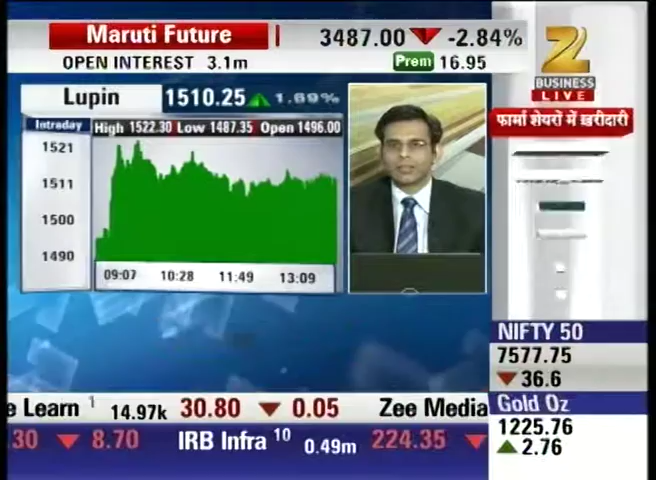 Maruti Future 3487.00 -2.84%
OPEN INTEREST 3.1m Prem 16.95
Z
BUSINESS
LIVE
फार्मा शेयरों में ख़रीदारी
Lupin 1510.25 1.69%
Intraday High 1522.30 Low 1487.35 Open 1496.00
1521
1511
1500
1490
09:07 10:28 11:49 13:09
NIFTY 50
7577.75
36.6
Gold Oz
1225.76
2.76
e Learn 1 14.97k 30.80 0.05 Zee Media
.30 8.70 IRB Infra 10 0.49m 224.35